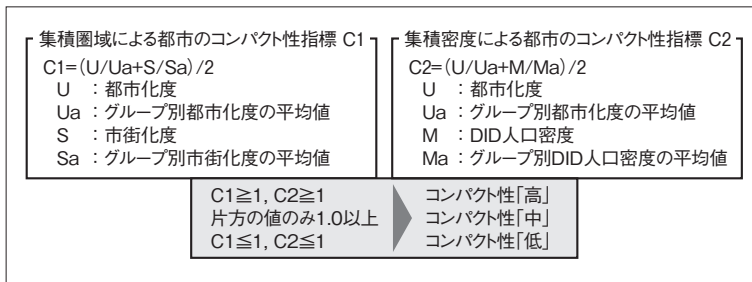 集積圏域による都市のコンパクト性指標 C1
C1=(U/Ua+S/Sa)/2
U :都市化度
Ua :グループ別都市化度の平均値
S :市街化度
Sa :グループ別市街化度の平均値
集積密度による都市のコンパクト性指標 C2
C2=(U/Ua+M/Ma)/2
U :都市化度
Ua :グループ別都市化度の平均値
M :DID人口密度
Ma :グループ別DID人口密度の平均値
C1≧1, C2≧1 コンパクト性「高」
片方の値のみ1.0以上 コンパクト性「中」
C1≦1, C2≦1 コンパクト性「低」